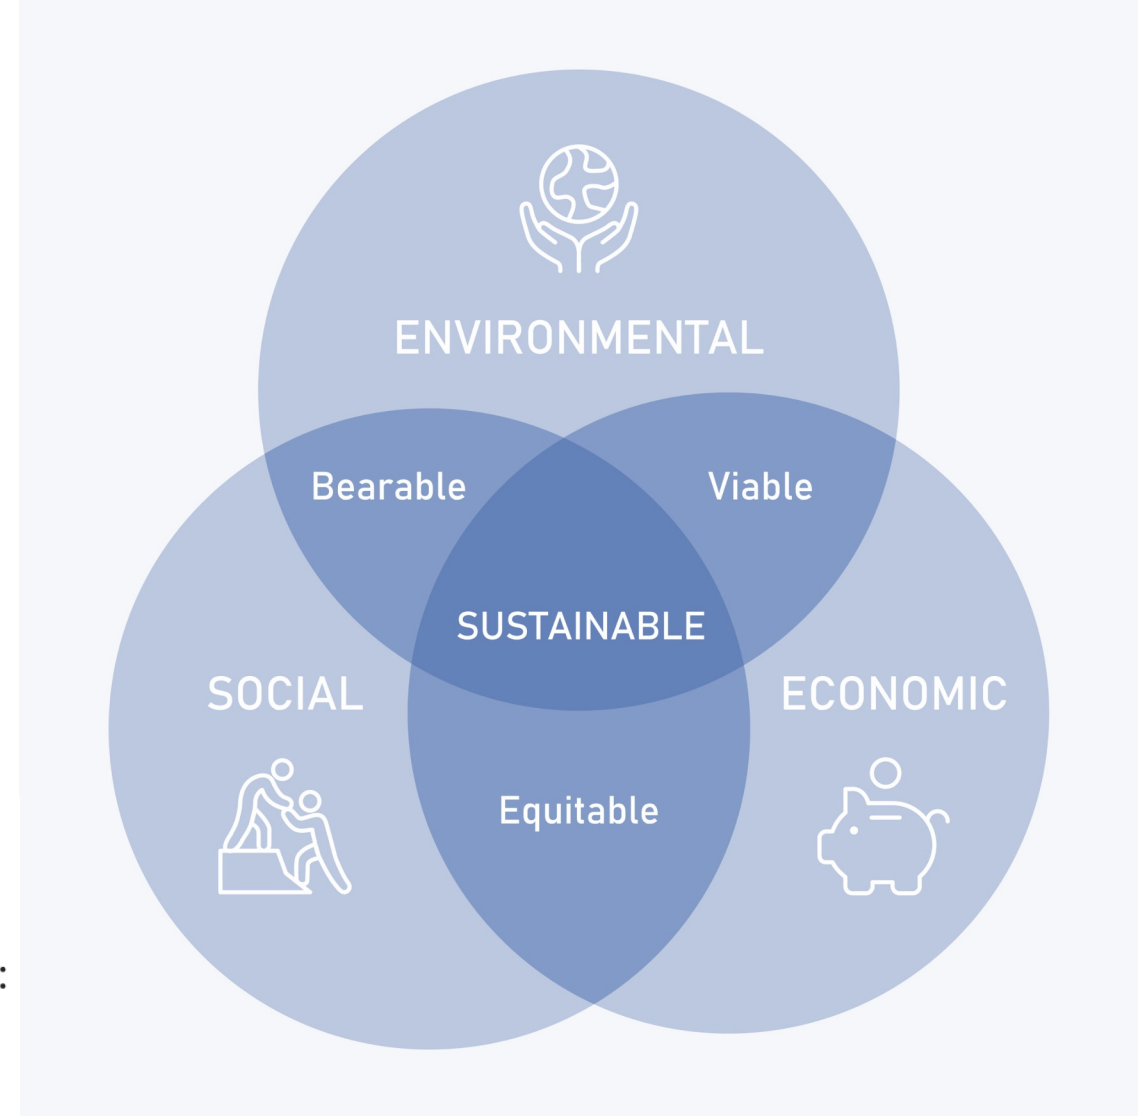 ENVIRONMENTAL
Bearable
Viable
SUSTAINABLE
SOCIAL
ECONOMIC
Equitable
: